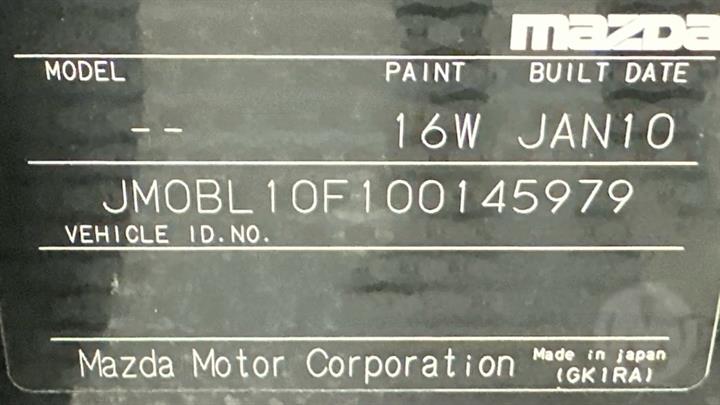 mazda
MODEL PAINT BUILT DATE
-- 16W JAN10
JM0BL10F100145979
VEHICLE ID.NO.
Mazda Motor Corporation Made in japan
(GK1RA)